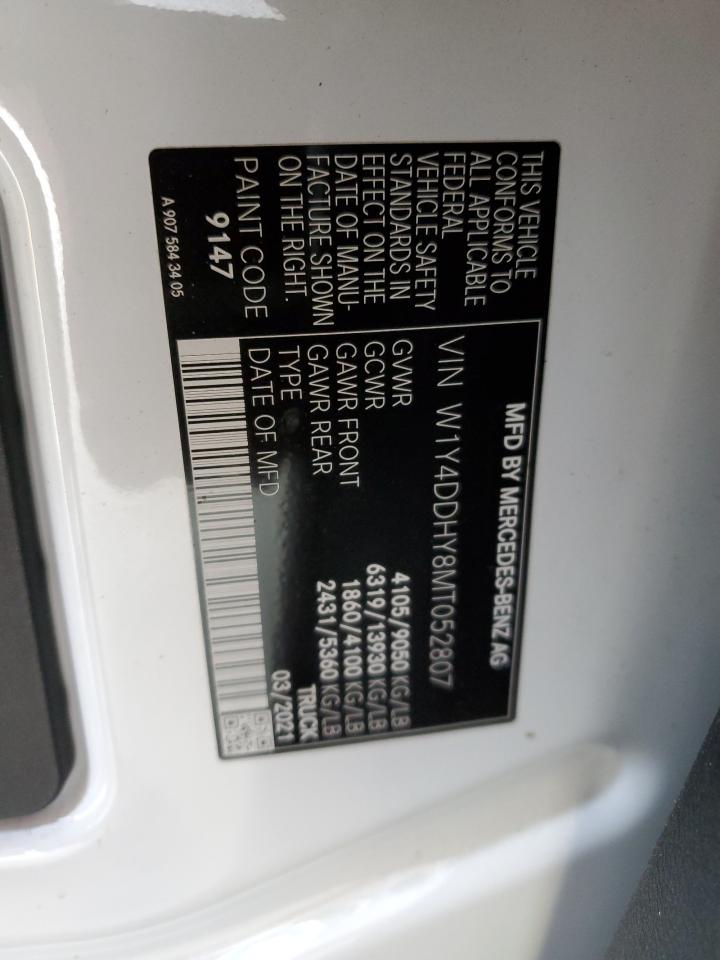 MFD BY MERCEDES-BENZ AG
VIN W1Y4DDHY8MT052807
GVWR 4105/9050 KG/LB
GCWR 6319/13930 KG/LB
GAWR FRONT 1860/4100 KG/LB
GAWR REAR 2431/5360 KG/LB
TYPE TRUCK
DATE OF MFD 03/2021
THIS VEHICLE
CONFORMS TO
ALL APPLICABLE
FEDERAL
VEHICLE SAFETY
STANDARDS IN
EFFECT ON THE
DATE OF MANU-
FACTURE SHOWN
ON THE RIGHT.
PAINT CODE
9147
A 907 584 34 05